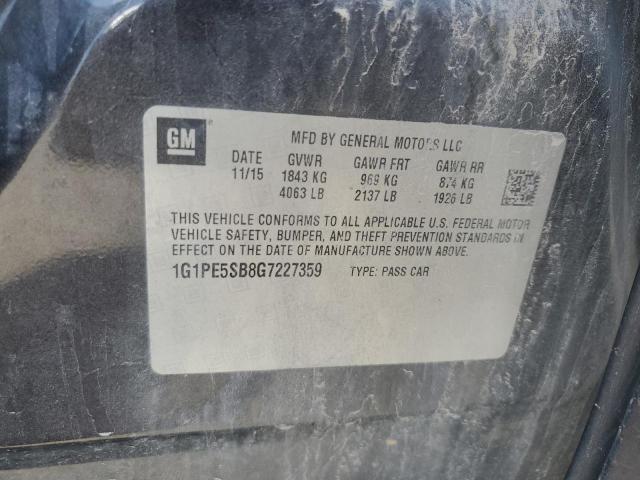 GM
MFD BY GENERAL MOTORS LLC
DATE GVWR GAWR FRT GAWR RR
11/15 1843 KG 969 KG 874 KG
4063 LB 2137 LB 1926 LB
THIS VEHICLE CONFORMS TO ALL APPLICABLE U.S. FEDERAL MOTOR
VEHICLE SAFETY, BUMPER, AND THEFT PREVENTION STANDARDS IN
EFFECT ON THE DATE OF MANUFACTURE SHOWN ABOVE.
1G1PE5SB8G7227359 TYPE: PASS CAR